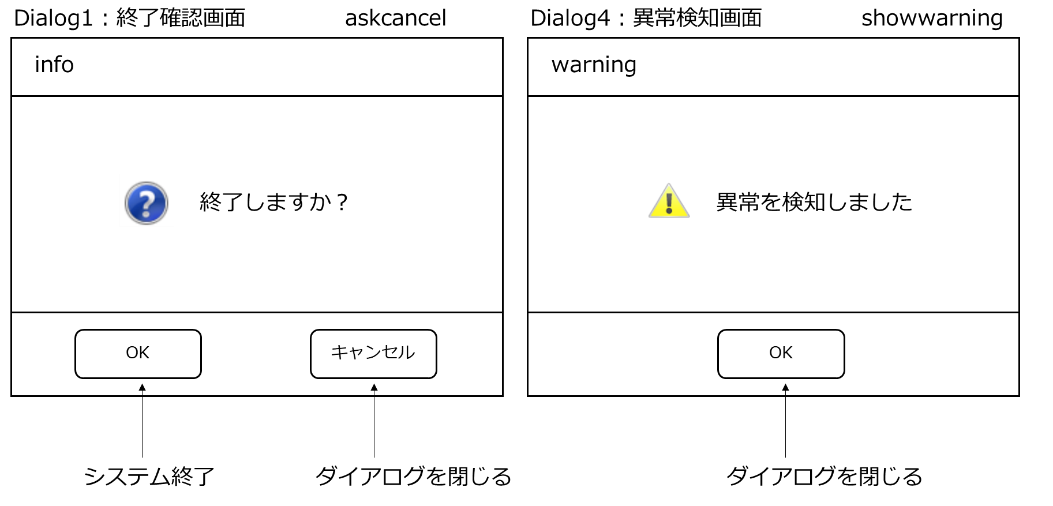 Dialog1：終了確認画面 askcancel
info
終了しますか？
OK キャンセル
システム終了 ダイアログを閉じる
Dialog4：異常検知画面 showwarning
warning
異常を検知しました
OK
ダイアログを閉じる